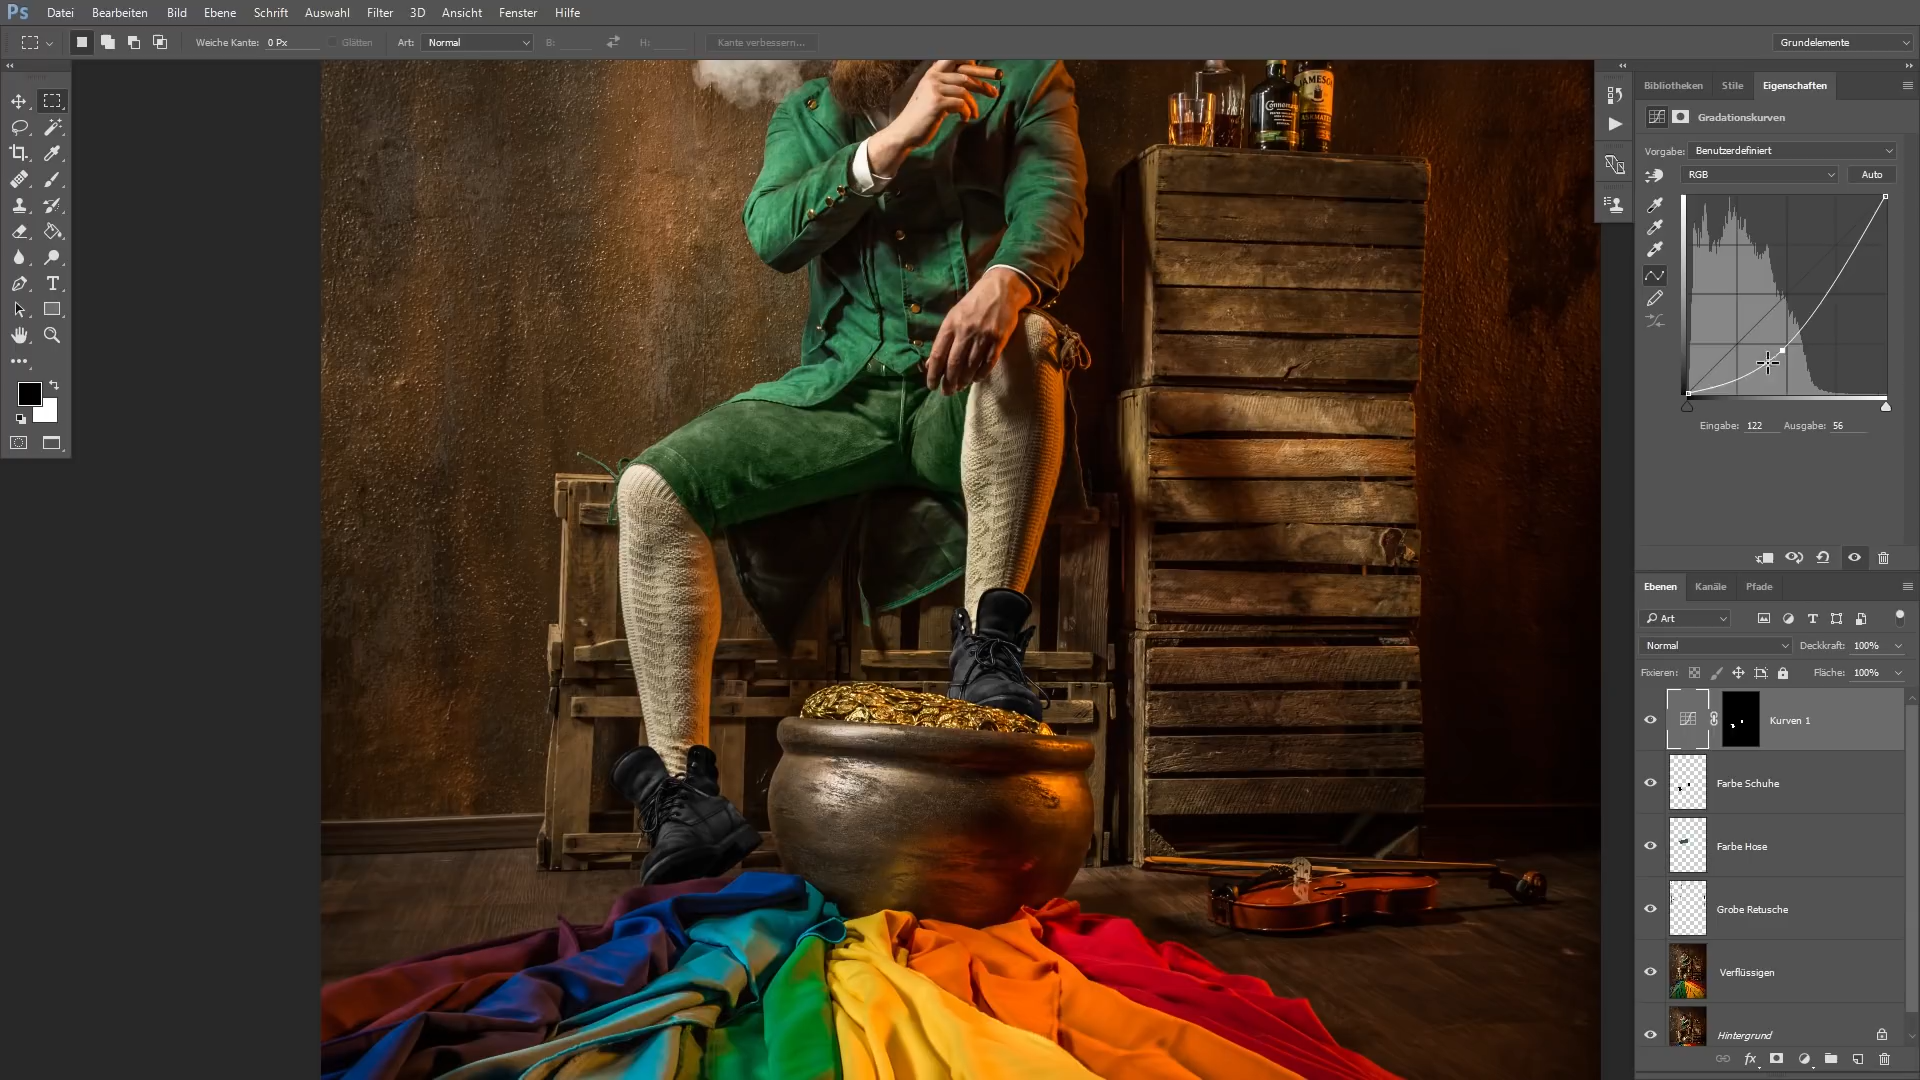 Ps Datei Bearbeiten Bild Ebene Schrift Auswahl Filter 3D Ansicht Fenster Hilfe
Weiche Kante: 0 Px Glätten Art: Normal B: H: Kante verbessern... Grundelemente
Bibliotheken Stile Eigenschaften
Gradationskurven
Vorgabe: Benutzerdefiniert
RGB Auto
Eingabe: 122 Ausgabe: 56
Ebenen Kanäle Pfade
Art
Normal Deckkraft: 100%
Fixieren: Fläche: 100%
Kurven 1
Farbe Schuhe
Farbe Hose
Grobe Retusche
Verflüssigen
Hintergrund
fx
JAMESON
Connemara